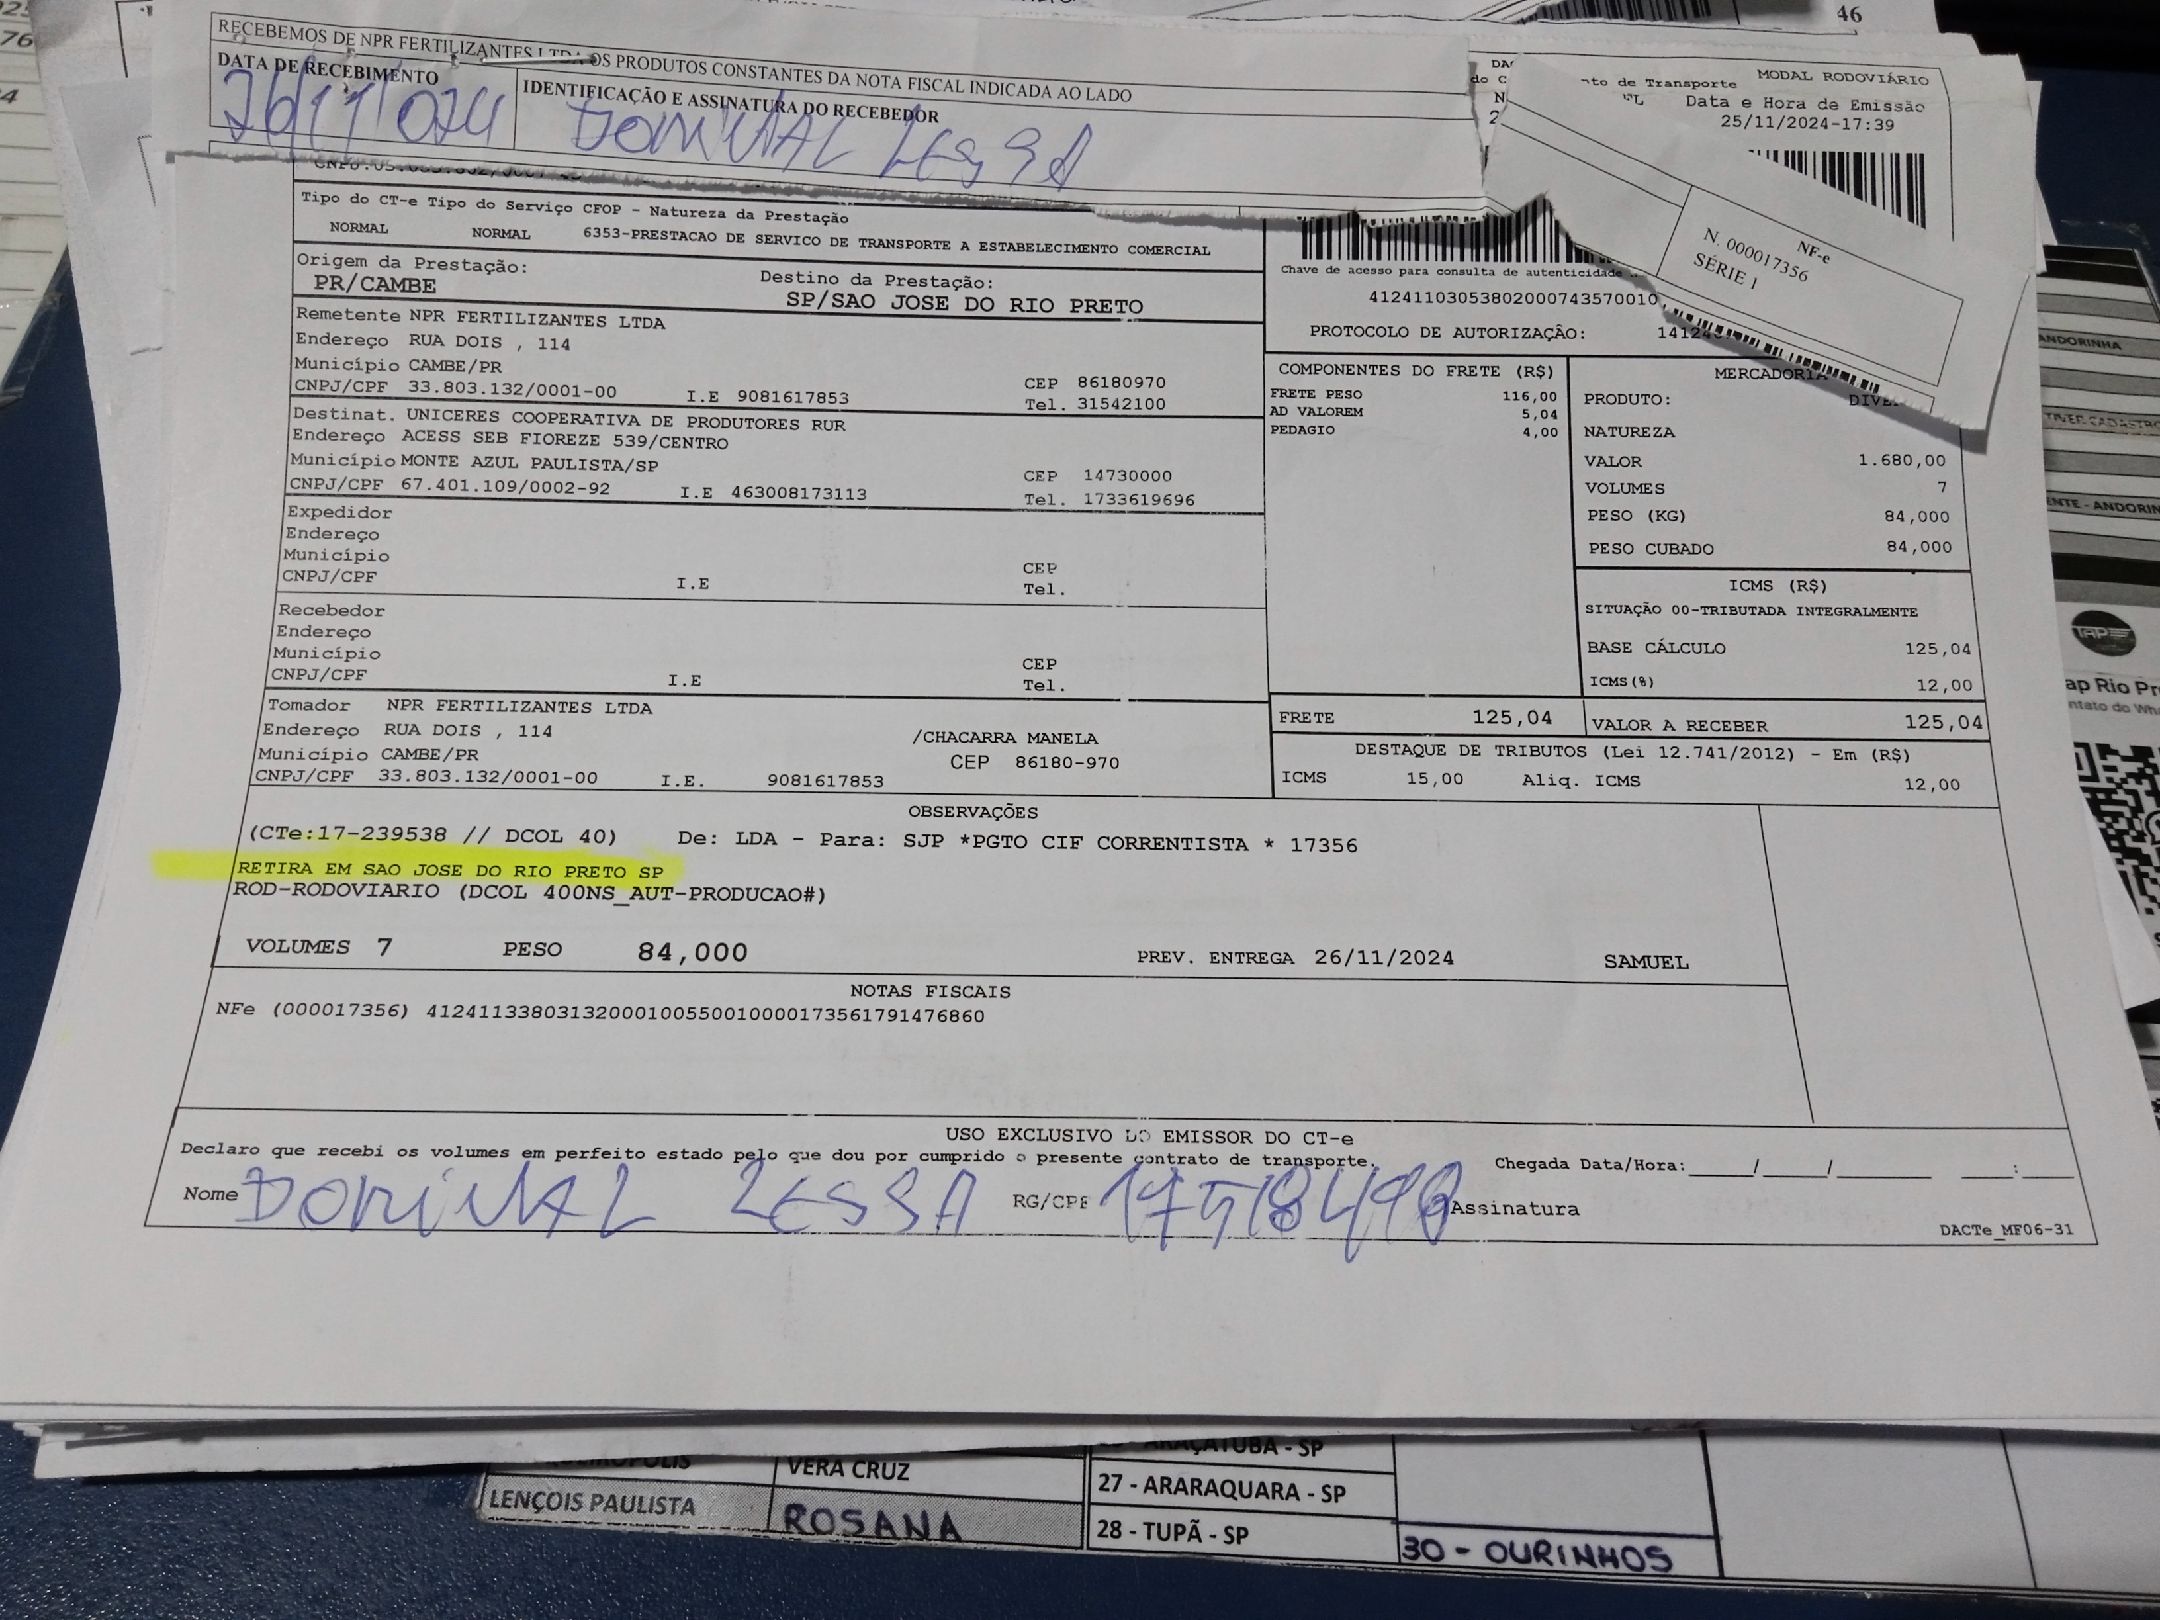 46
RECEBEMOS DE NPR FERTILIZANTES LTDA OS PRODUTOS CONSTANTES DA NOTA FISCAL INDICADA AO LADO
DATA DE RECEBIMENTO
26/11/024
IDENTIFICAÇÃO E ASSINATURA DO RECEBEDOR
DORIVAL LESSA
de Transporte
MODAL RODOVIÁRIO
Data e Hora de Emissão
25/11/2024-17:39
NF-e
N. 000017356
SÉRIE 1
Tipo do CT-e Tipo do Serviço CFOP - Natureza da Prestação
NORMAL NORMAL 6353-PRESTACAO DE SERVICO DE TRANSPORTE A ESTABELECIMENTO COMERCIAL
Origem da Prestação:
PR/CAMBE
Destino da Prestação:
SP/SAO JOSE DO RIO PRETO
Chave de acesso para consulta de autenticidade
41241103053802000743570010
PROTOCOLO DE AUTORIZAÇÃO:
Remetente NPR FERTILIZANTES LTDA
Endereço RUA DOIS , 114
Município CAMBE/PR
CEP 86180970
CNPJ/CPF 33.803.132/0001-00 I.E 9081617853 Tel. 31542100
Destinat. UNICERES COOPERATIVA DE PRODUTORES RUR
Endereço ACESS SEB FIOREZE 539/CENTRO
Município MONTE AZUL PAULISTA/SP
CEP 14730000
CNPJ/CPF 67.401.109/0002-92 I.E 463008173113 Tel. 1733619696
Expedidor
Endereço
Município
CEP
CNPJ/CPF I.E Tel.
Recebedor
Endereço
Município
CEP
CNPJ/CPF I.E Tel.
Tomador NPR FERTILIZANTES LTDA
Endereço RUA DOIS , 114 /CHACARRA MANELA
Município CAMBE/PR CEP 86180-970
CNPJ/CPF 33.803.132/0001-00 I.E. 9081617853
COMPONENTES DO FRETE (R$)
FRETE PESO 116,00
AD VALOREM 5,04
PEDAGIO 4,00
MERCADORIA
PRODUTO:
NATUREZA
VALOR 1.680,00
VOLUMES 7
PESO (KG) 84,000
PESO CUBADO 84,000
ICMS (R$)
SITUAÇÃO 00-TRIBUTADA INTEGRALMENTE
BASE CÁLCULO 125,04
ICMS(%) 12,00
FRETE 125,04
VALOR A RECEBER 125,04
DESTAQUE DE TRIBUTOS (Lei 12.741/2012) - Em (R$)
ICMS 15,00 Aliq. ICMS 12,00
OBSERVAÇÕES
(CTe:17-239538 // DCOL 40) De: LDA - Para: SJP *PGTO CIF CORRENTISTA * 17356
RETIRA EM SAO JOSE DO RIO PRETO SP
ROD-RODOVIARIO (DCOL 400NS_AUT-PRODUCAO#)
VOLUMES 7 PESO 84,000 PREV. ENTREGA 26/11/2024 SAMUEL
NOTAS FISCAIS
NFe (000017356) 41241133803132000100550010000173561791476860
USO EXCLUSIVO DO EMISSOR DO CT-e
Declaro que recebi os volumes em perfeito estado pelo que dou por cumprido o presente contrato de transporte.
Chegada Data/Hora: ____/____/______ ___:___
Nome DORIVAL LESSA RG/CPF Assinatura
DACTe_MF06-31
ANDORINHA
VERA CRUZ
LENÇOIS PAULISTA
ROSANA
ARAÇATUBA - SP
27 - ARARAQUARA - SP
28 - TUPÃ - SP
30 - OURINHOS